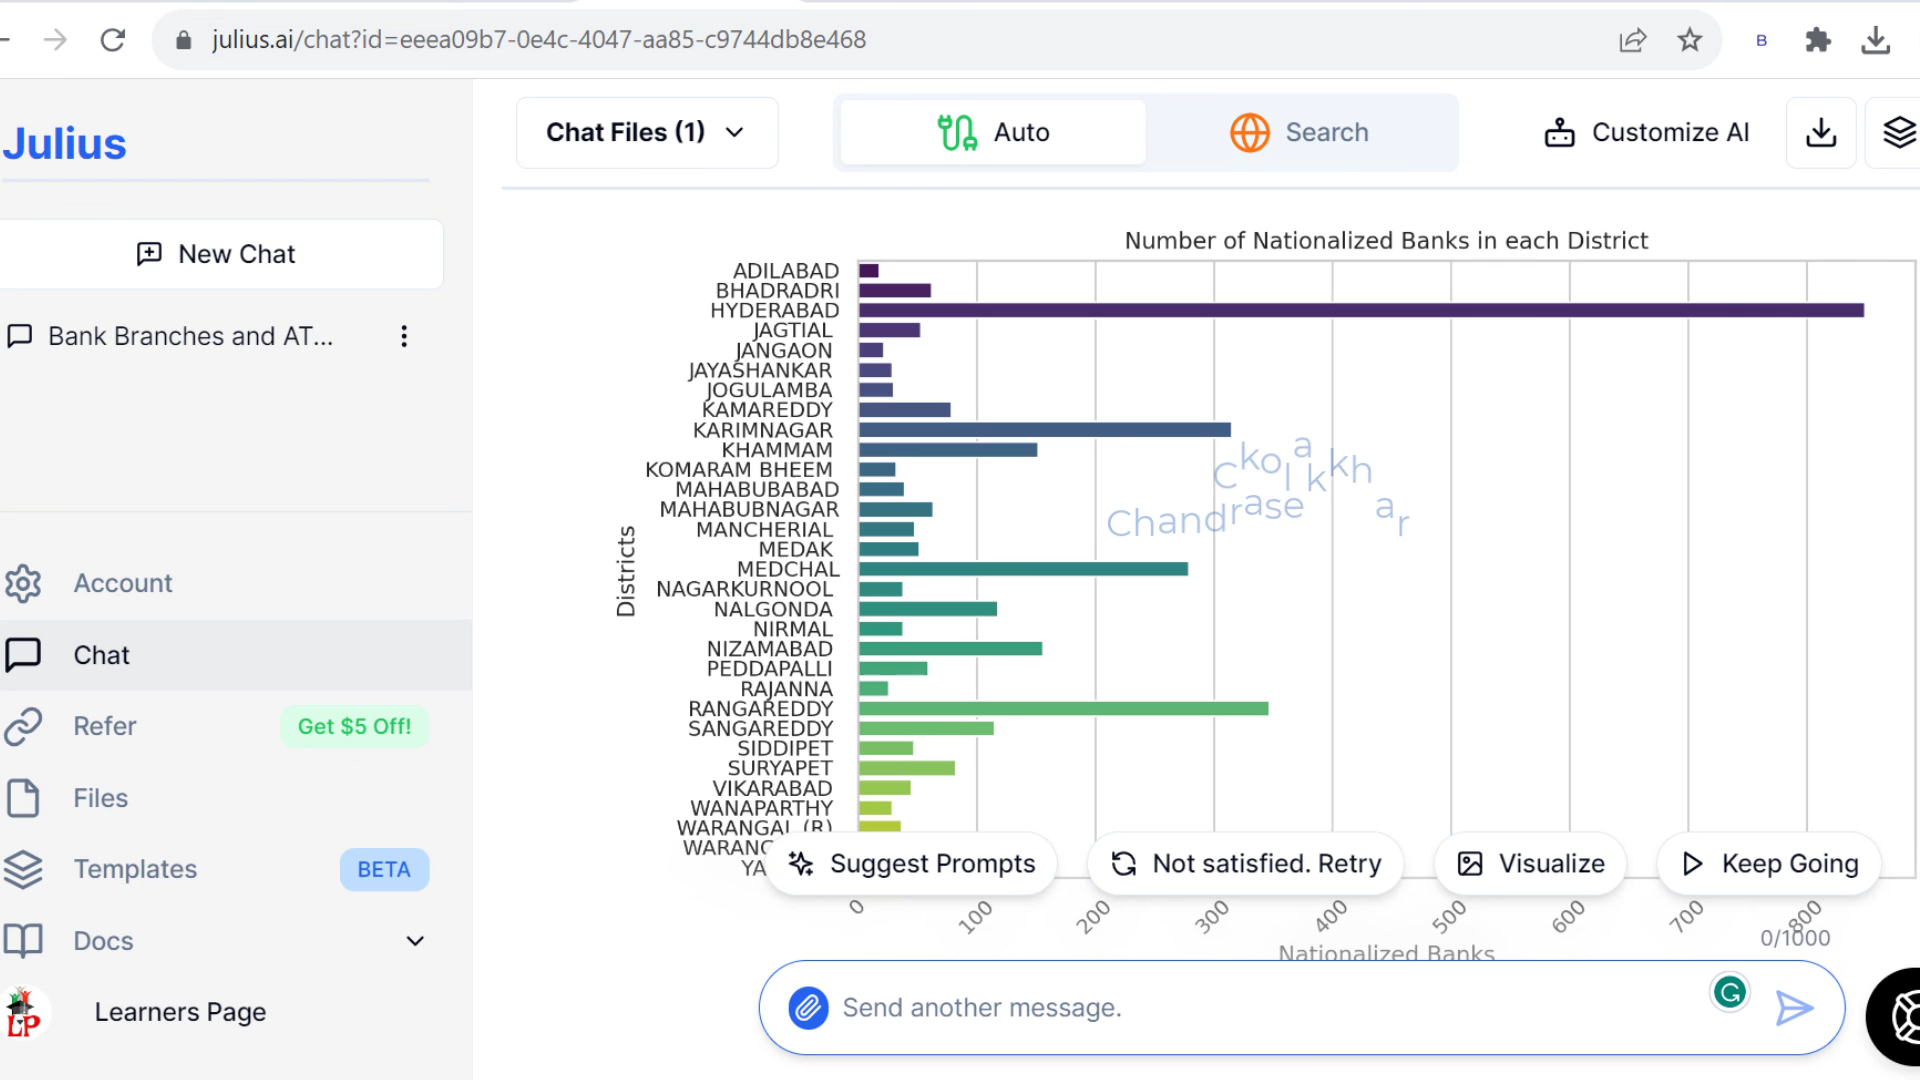 julius.ai/chat?id=eeea09b7-0e4c-4047-aa85-c9744db8e468
B
Julius
Chat Files (1)
Auto
Search
Customize AI
New Chat
Bank Branches and AT...
Account
Chat
Refer
Get $5 Off!
Files
Templates
BETA
Docs
LP
Learners Page
Number of Nationalized Banks in each District
Districts
ADILABAD
BHADRADRI
HYDERABAD
JAGTIAL
JANGAON
JAYASHANKAR
JOGULAMBA
KAMAREDDY
KARIMNAGAR
KHAMMAM
KOMARAM BHEEM
MAHABUBABAD
MAHABUBNAGAR
MANCHERIAL
MEDAK
MEDCHAL
NAGARKURNOOL
NALGONDA
NIRMAL
NIZAMABAD
PEDDAPALLI
RAJANNA
RANGAREDDY
SANGAREDDY
SIDDIPET
SURYAPET
VIKARABAD
WANAPARTHY
WARANGAL (R)
Chandrase
Suggest Prompts
Not satisfied. Retry
Visualize
Keep Going
0 100 200 300 400 500 600 700 800
0/1000
Nationalized Banks
Send another message.
G